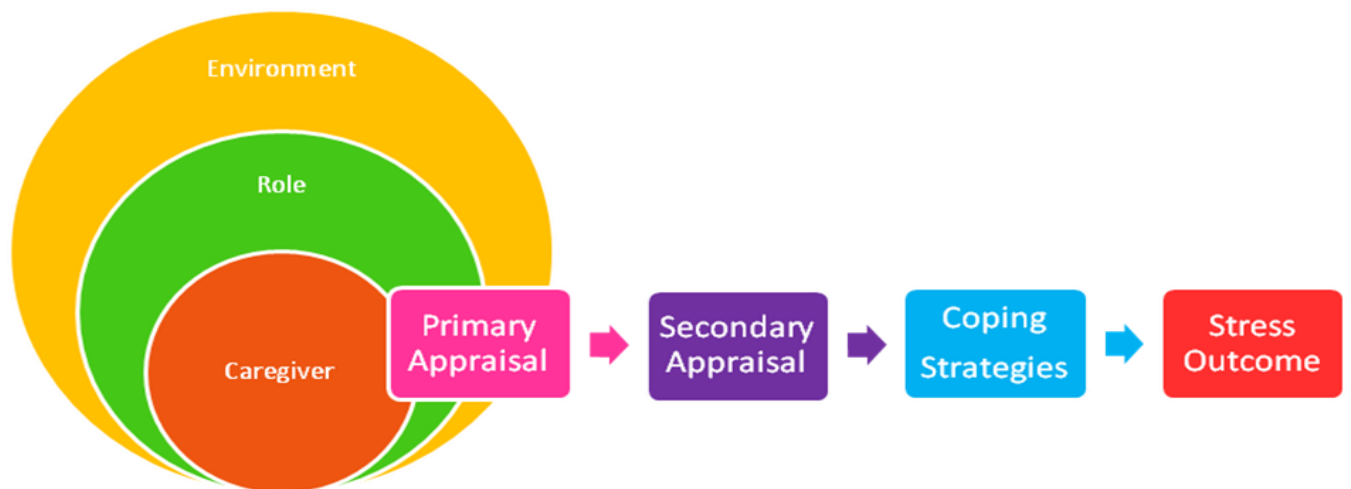 Environment
Role
Caregiver
Primary
Appraisal
Secondary
Appraisal
Coping
Strategies
Stress
Outcome